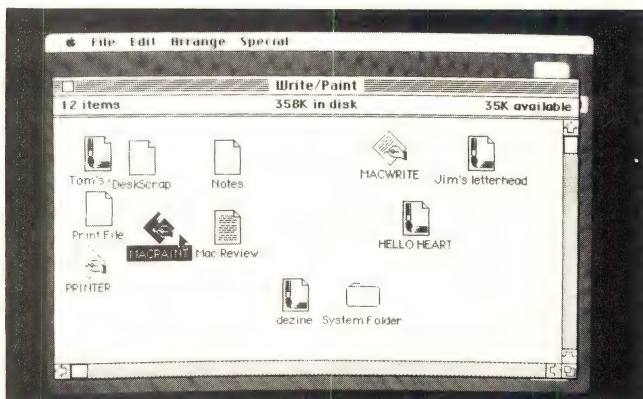 File Edit Arrange Special
Write/Paint
12 items 358K in disk 35K available
Tom's DeskScrap Notes MACWRITE Jim's letterhead
Print File MACPAINT Mac Review HELLO HEART
PRINTER dezine System Folder